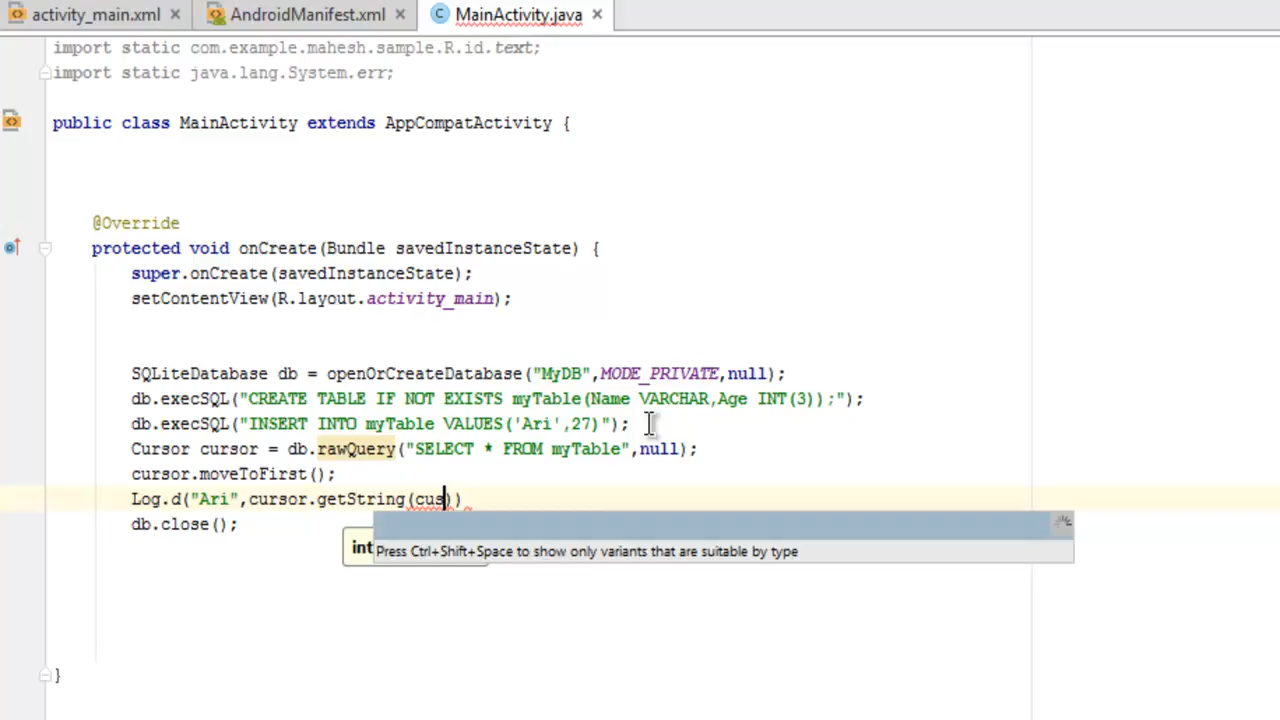 activity_main.xml AndroidManifest.xml MainActivity.java
import static com.example.mahesh.sample.R.id.text;
import static java.lang.System.err;
public class MainActivity extends AppCompatActivity {
@Override
protected void onCreate(Bundle savedInstanceState) {
super.onCreate(savedInstanceState);
setContentView(R.layout.activity_main);
SQLiteDatabase db = openOrCreateDatabase("MyDB",MODE_PRIVATE,null);
db.execSQL("CREATE TABLE IF NOT EXISTS myTable(Name VARCHAR,Age INT(3));");
db.execSQL("INSERT INTO myTable VALUES('Ari',27)");
Cursor cursor = db.rawQuery("SELECT * FROM myTable",null);
cursor.moveToFirst();
Log.d("Ari",cursor.getString(cus))
db.close();
int
Press Ctrl+Shift+Space to show only variants that are suitable by type
}